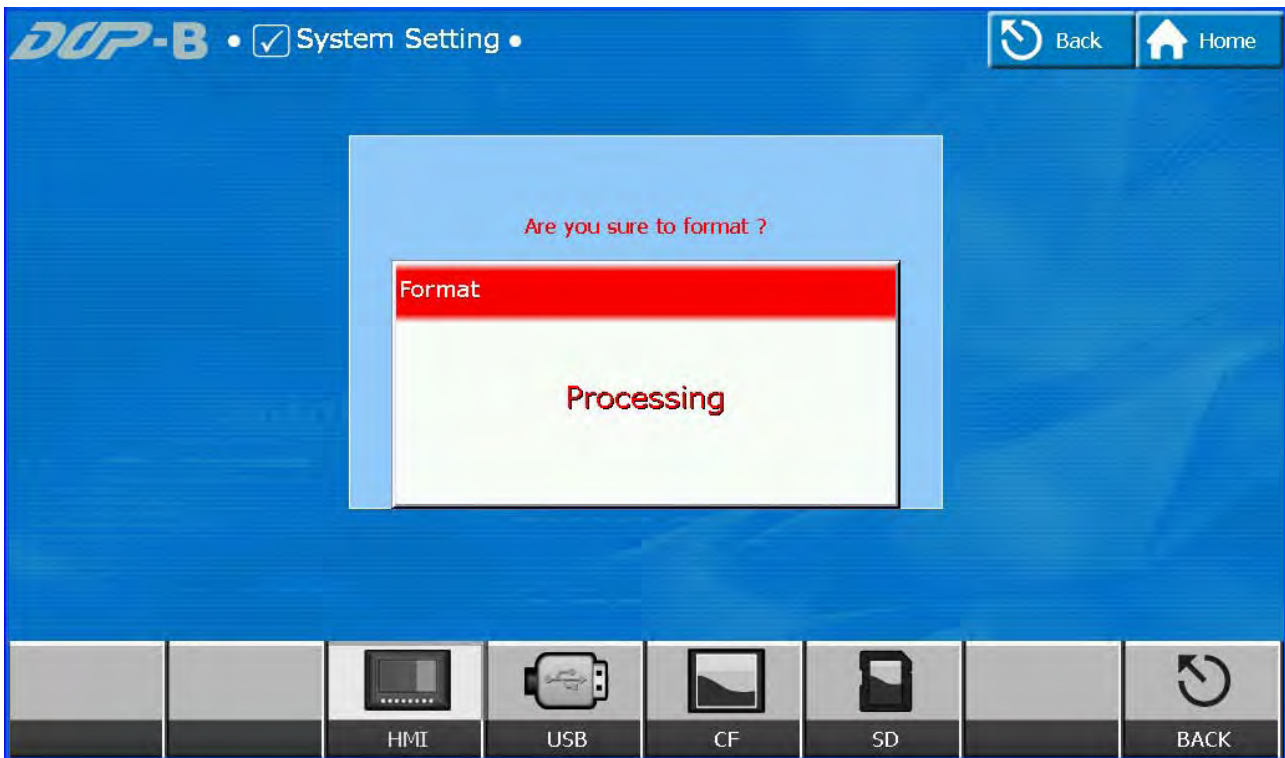 DOP-B • System Setting •
Back
Home
Are you sure to format ?
Format
Processing
HMI
USB
CF
SD
BACK